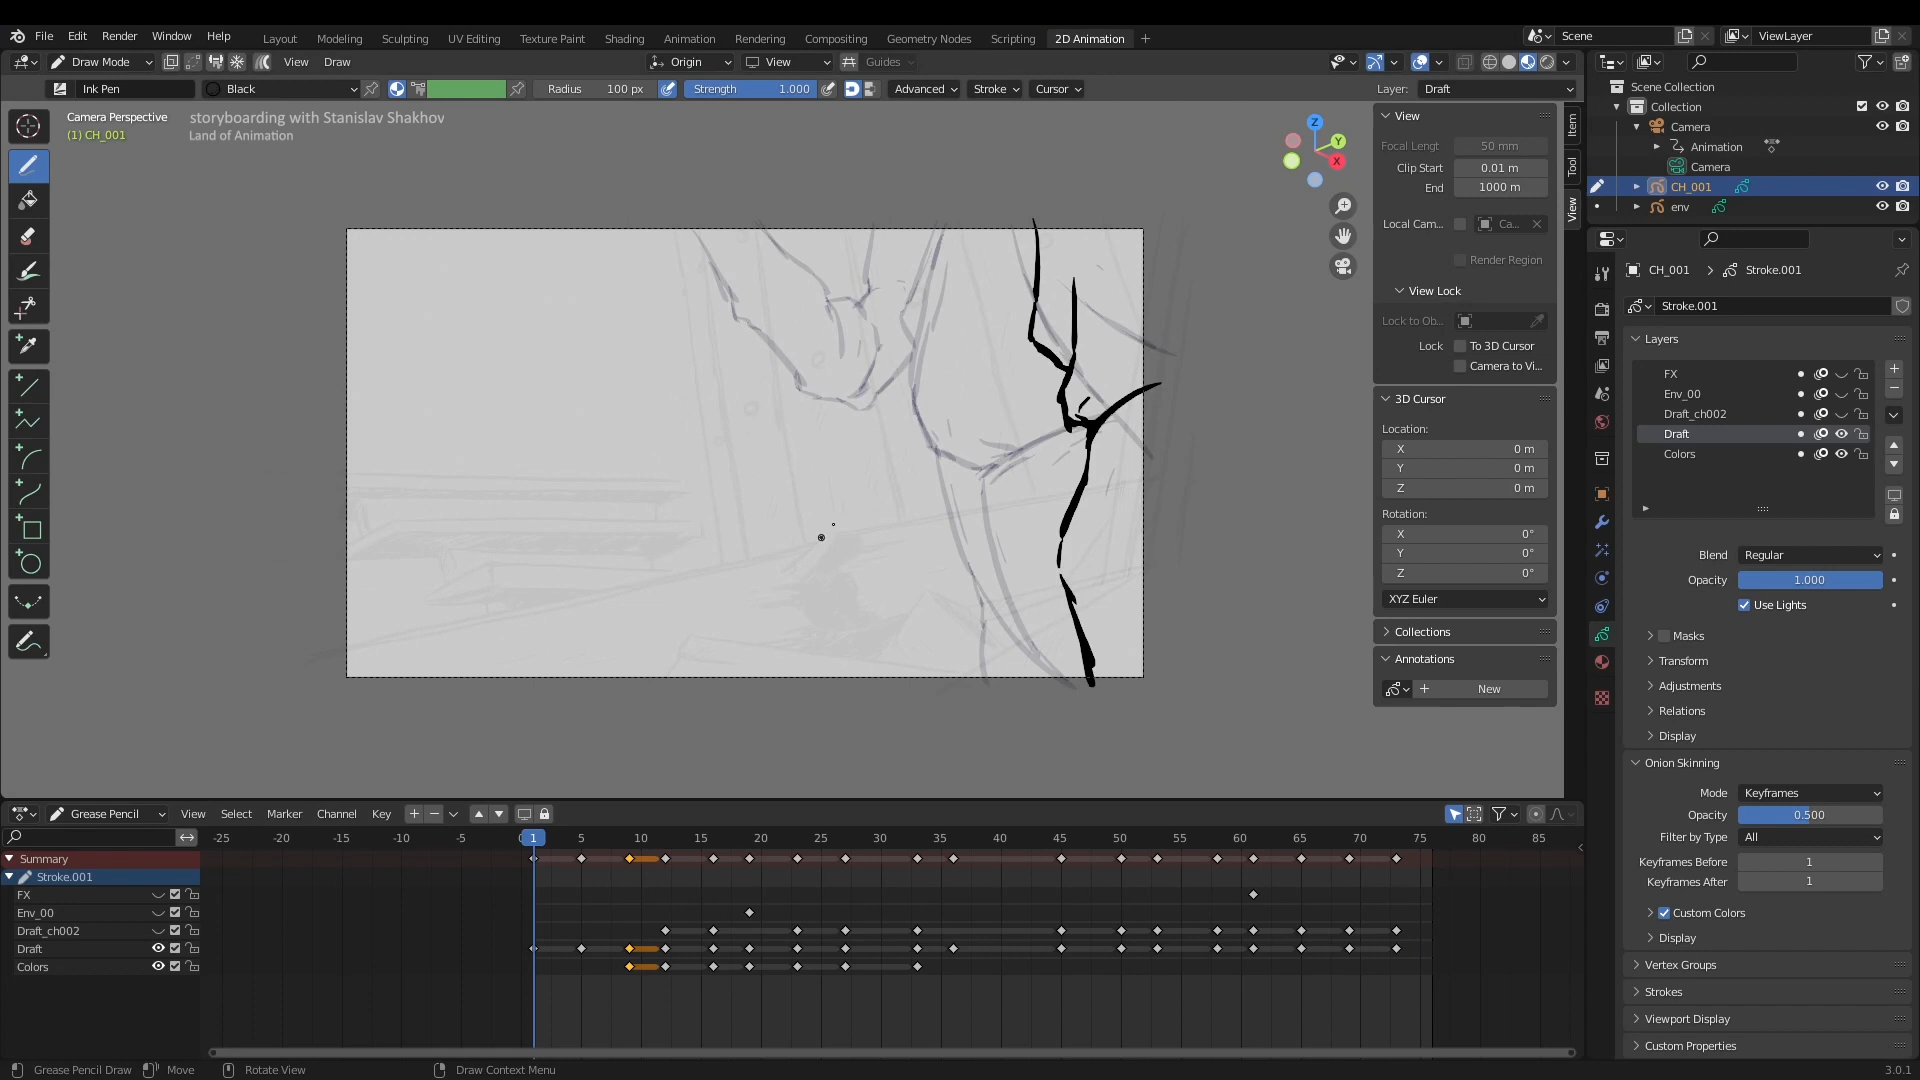 File Edit Render Window Help Layout Modeling Sculpting UV Editing Texture Paint Shading Animation Rendering Compositing Geometry Nodes Scripting 2D Animation + Scene ViewLayer
Draw Mode View Draw Origin View Guides
Ink Pen Black Radius 100 px Strength 1.000 Advanced Stroke Cursor Layer: Draft
Camera Perspective
(1) CH_001
storyboarding with Stanislav Shakhov
Land of Animation
Z
Y
X
View
Focal Lengt 50 mm
Clip Start 0.01 m
End 1000 m
Local Cam... Ca...
Render Region
View Lock
Lock to Ob...
Lock To 3D Cursor
Camera to Vi...
3D Cursor
Location:
X 0 m
Y 0 m
Z 0 m
Rotation:
X 0°
Y 0°
Z 0°
XYZ Euler
Collections
Annotations
New
Item
Tool
View
Scene Collection
Collection
Camera
Animation
Camera
CH_001
env
CH_001 Stroke.001
Stroke.001
Layers
FX
Env_00
Draft_ch002
Draft
Colors
Blend Regular
Opacity 1.000
Use Lights
Masks
Transform
Adjustments
Relations
Display
Onion Skinning
Mode Keyframes
Opacity 0.500
Filter by Type All
Keyframes Before 1
Keyframes After 1
Custom Colors
Display
Vertex Groups
Strokes
Viewport Display
Custom Properties
Grease Pencil View Select Marker Channel Key
-25 -20 -15 -10 -5 1 5 10 15 20 25 30 35 40 45 50 55 60 65 70 75 80 85
Summary
Stroke.001
FX
Env_00
Draft_ch002
Draft
Colors
Grease Pencil Draw Move Rotate View Draw Context Menu 3.0.1